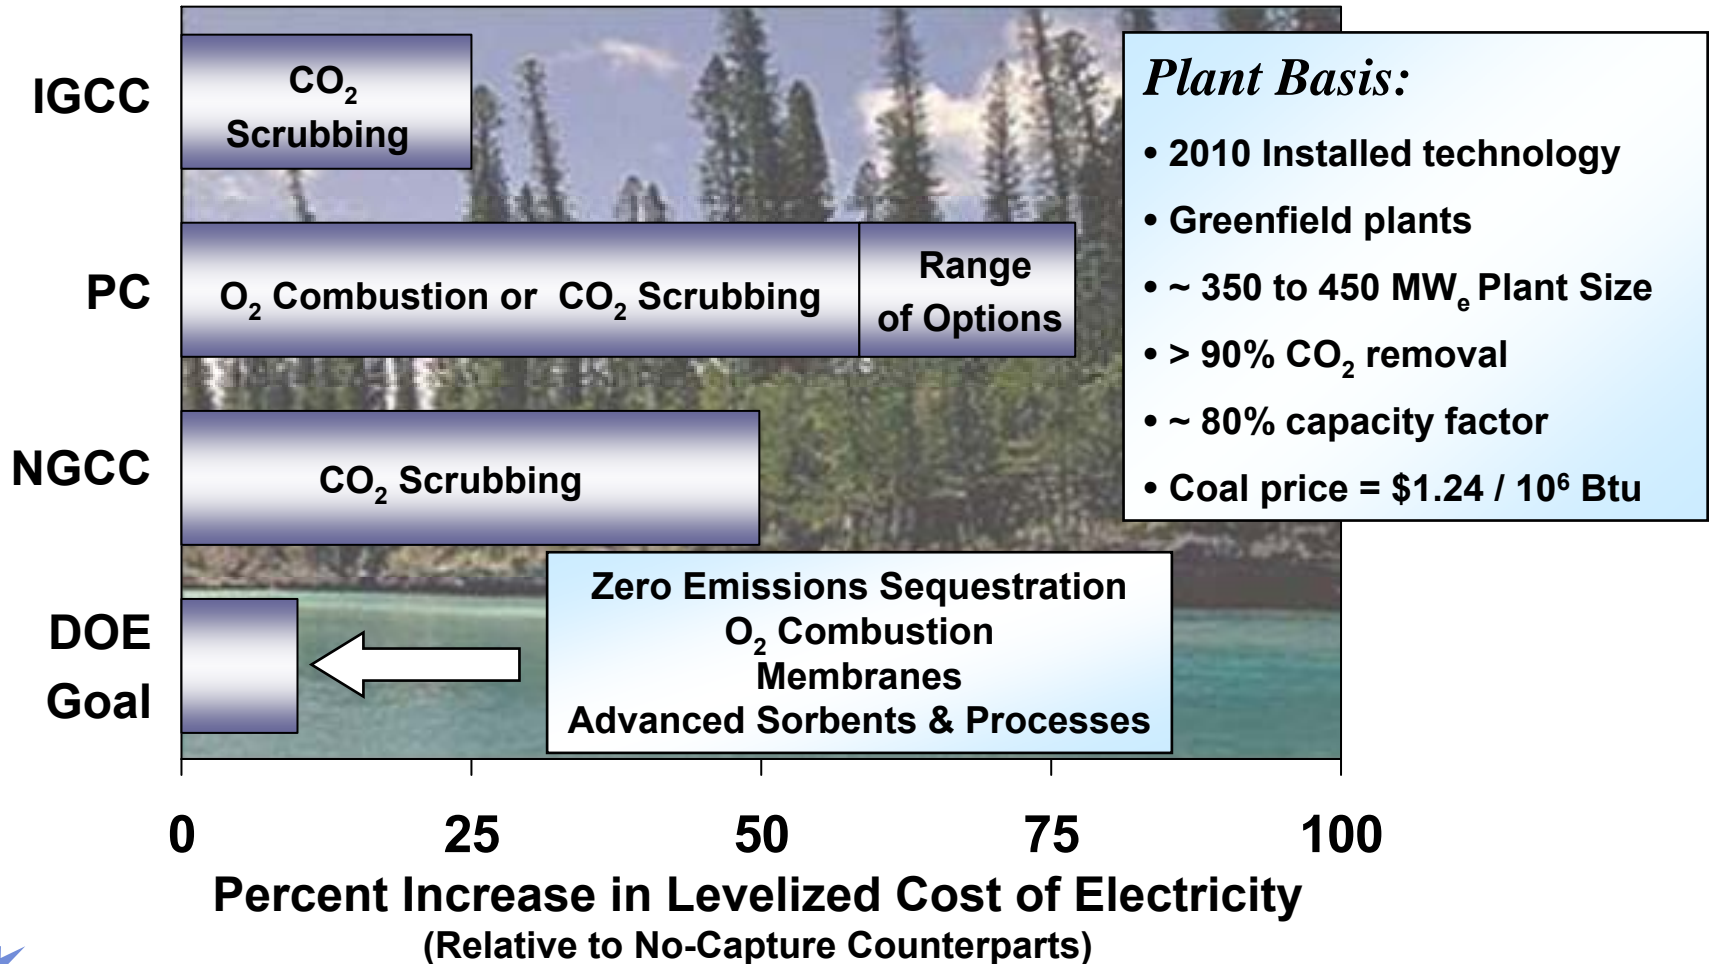 IGCC
CO₂
Scrubbing
PC
O₂ Combustion or CO₂ Scrubbing
Range
of Options
NGCC
CO₂ Scrubbing
DOE
Goal
Zero Emissions Sequestration
O₂ Combustion
Membranes
Advanced Sorbents & Processes
Plant Basis:
• 2010 Installed technology
• Greenfield plants
• ~ 350 to 450 MWₑ Plant Size
• > 90% CO₂ removal
• ~ 80% capacity factor
• Coal price = $1.24 / 10⁶ Btu
0 25 50 75 100
Percent Increase in Levelized Cost of Electricity
(Relative to No-Capture Counterparts)